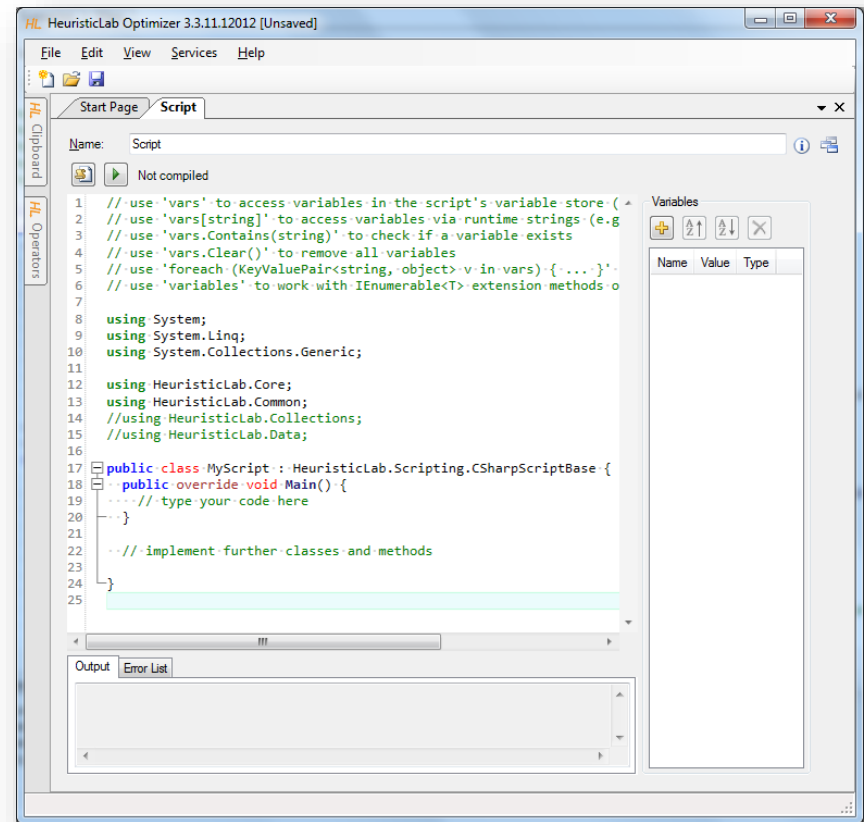 HL HeuristicLab Optimizer 3.3.11.12012 [Unsaved]
File Edit View Services Help
HL Clipboard
HL Operators
Start Page Script
Name: Script
Not compiled
1 // use 'vars' to access variables in the script's variable store (
2 // use 'vars[string]' to access variables via runtime strings (e.g
3 // use 'vars.Contains(string)' to check if a variable exists
4 // use 'vars.Clear()' to remove all variables
5 // use 'foreach (KeyValuePair<string, object> v in vars) { ... }'
6 // use 'variables' to work with IEnumerable<T> extension methods o
7
8 using System;
9 using System.Linq;
10 using System.Collections.Generic;
11
12 using HeuristicLab.Core;
13 using HeuristicLab.Common;
14 //using HeuristicLab.Collections;
15 //using HeuristicLab.Data;
16
17 public class MyScript : HeuristicLab.Scripting.CSharpScriptBase {
18 public override void Main() {
19 // type your code here
20 }
21
22 // implement further classes and methods
23
24 }
25
Variables
Name Value Type
Output Error List